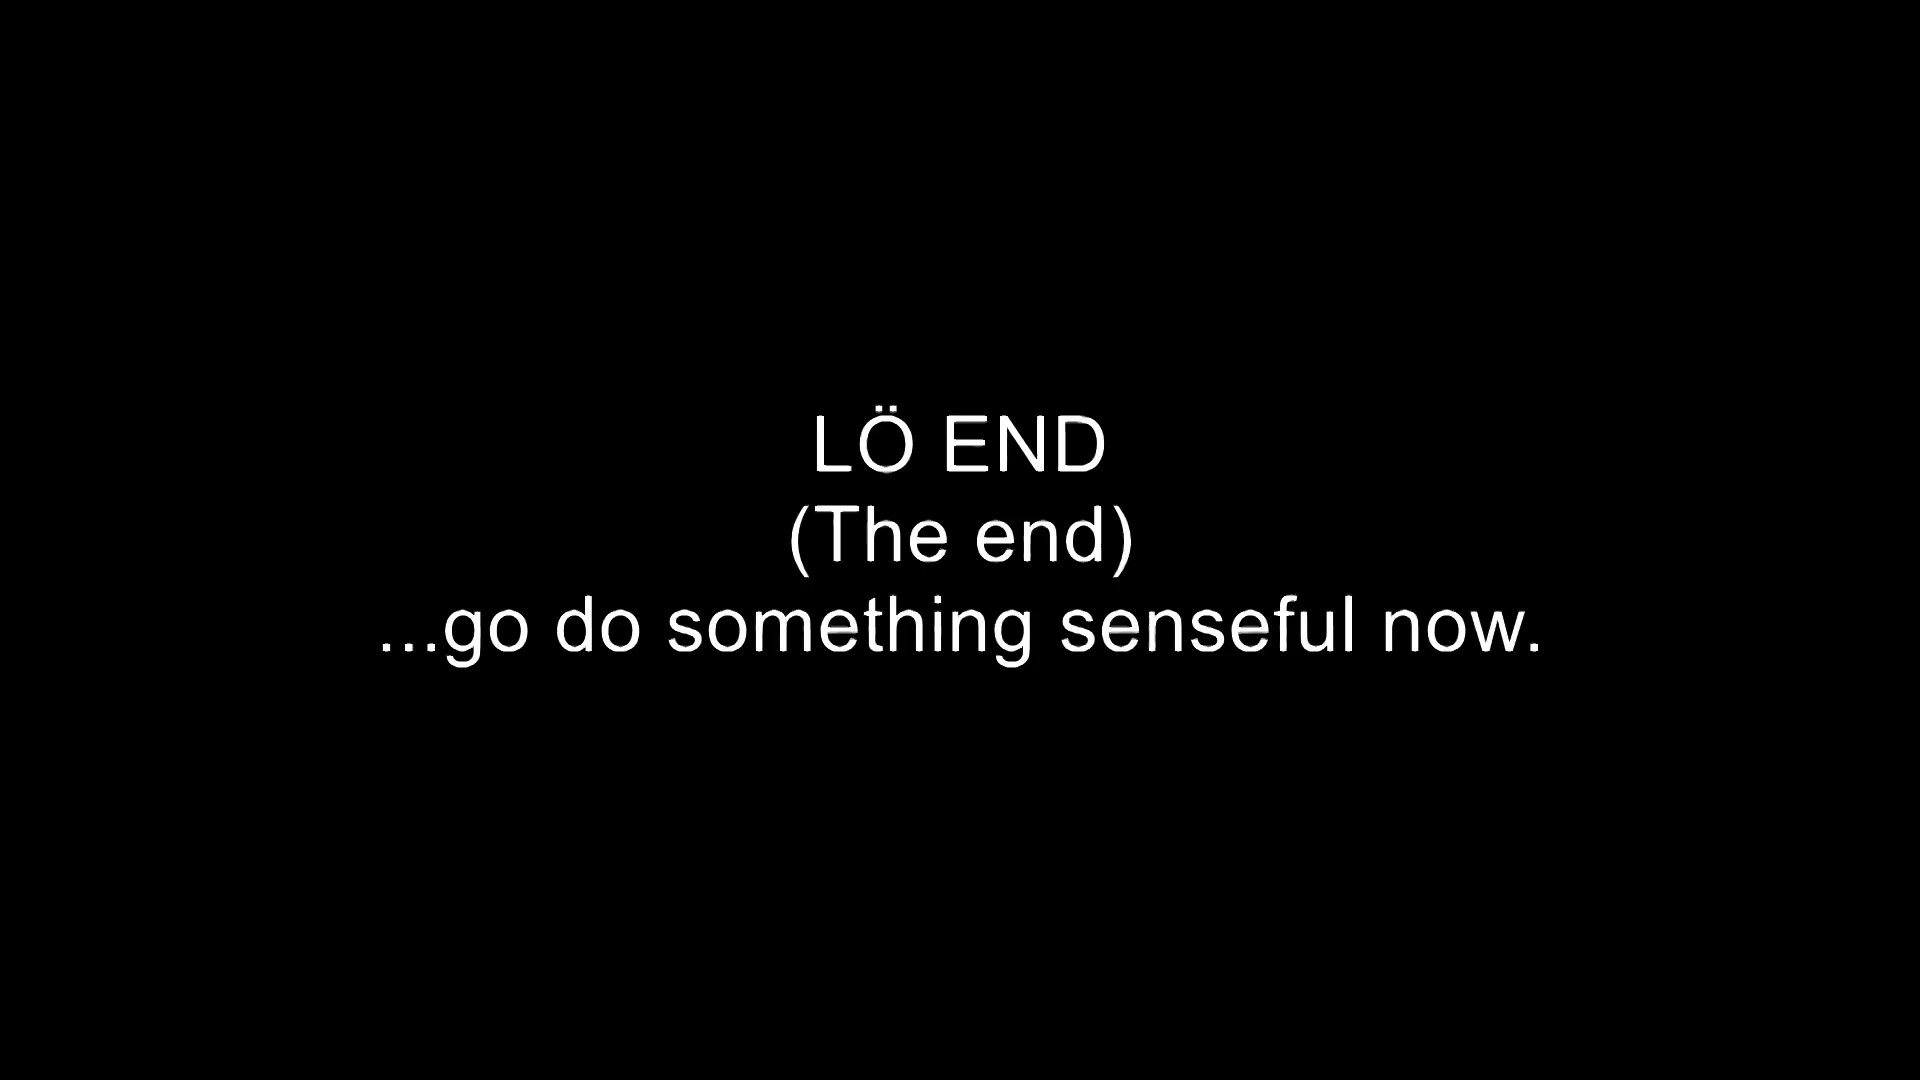 LÖ END
(The end)
...go do something senseful now.